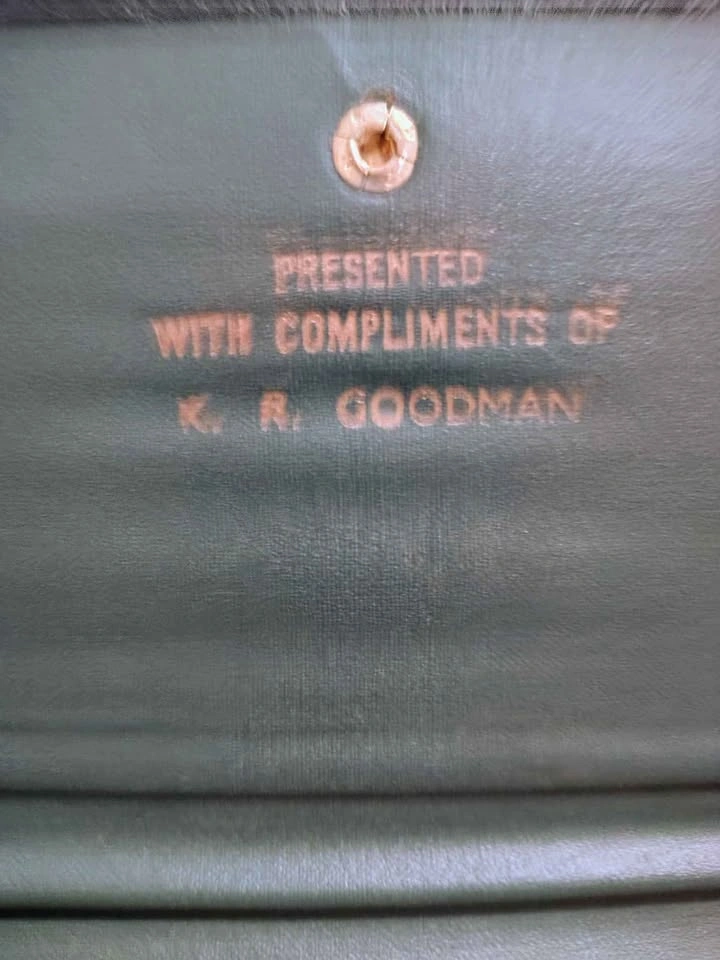 PRESENTED
WITH COMPLIMENTS OF
K. R. GOODMAN